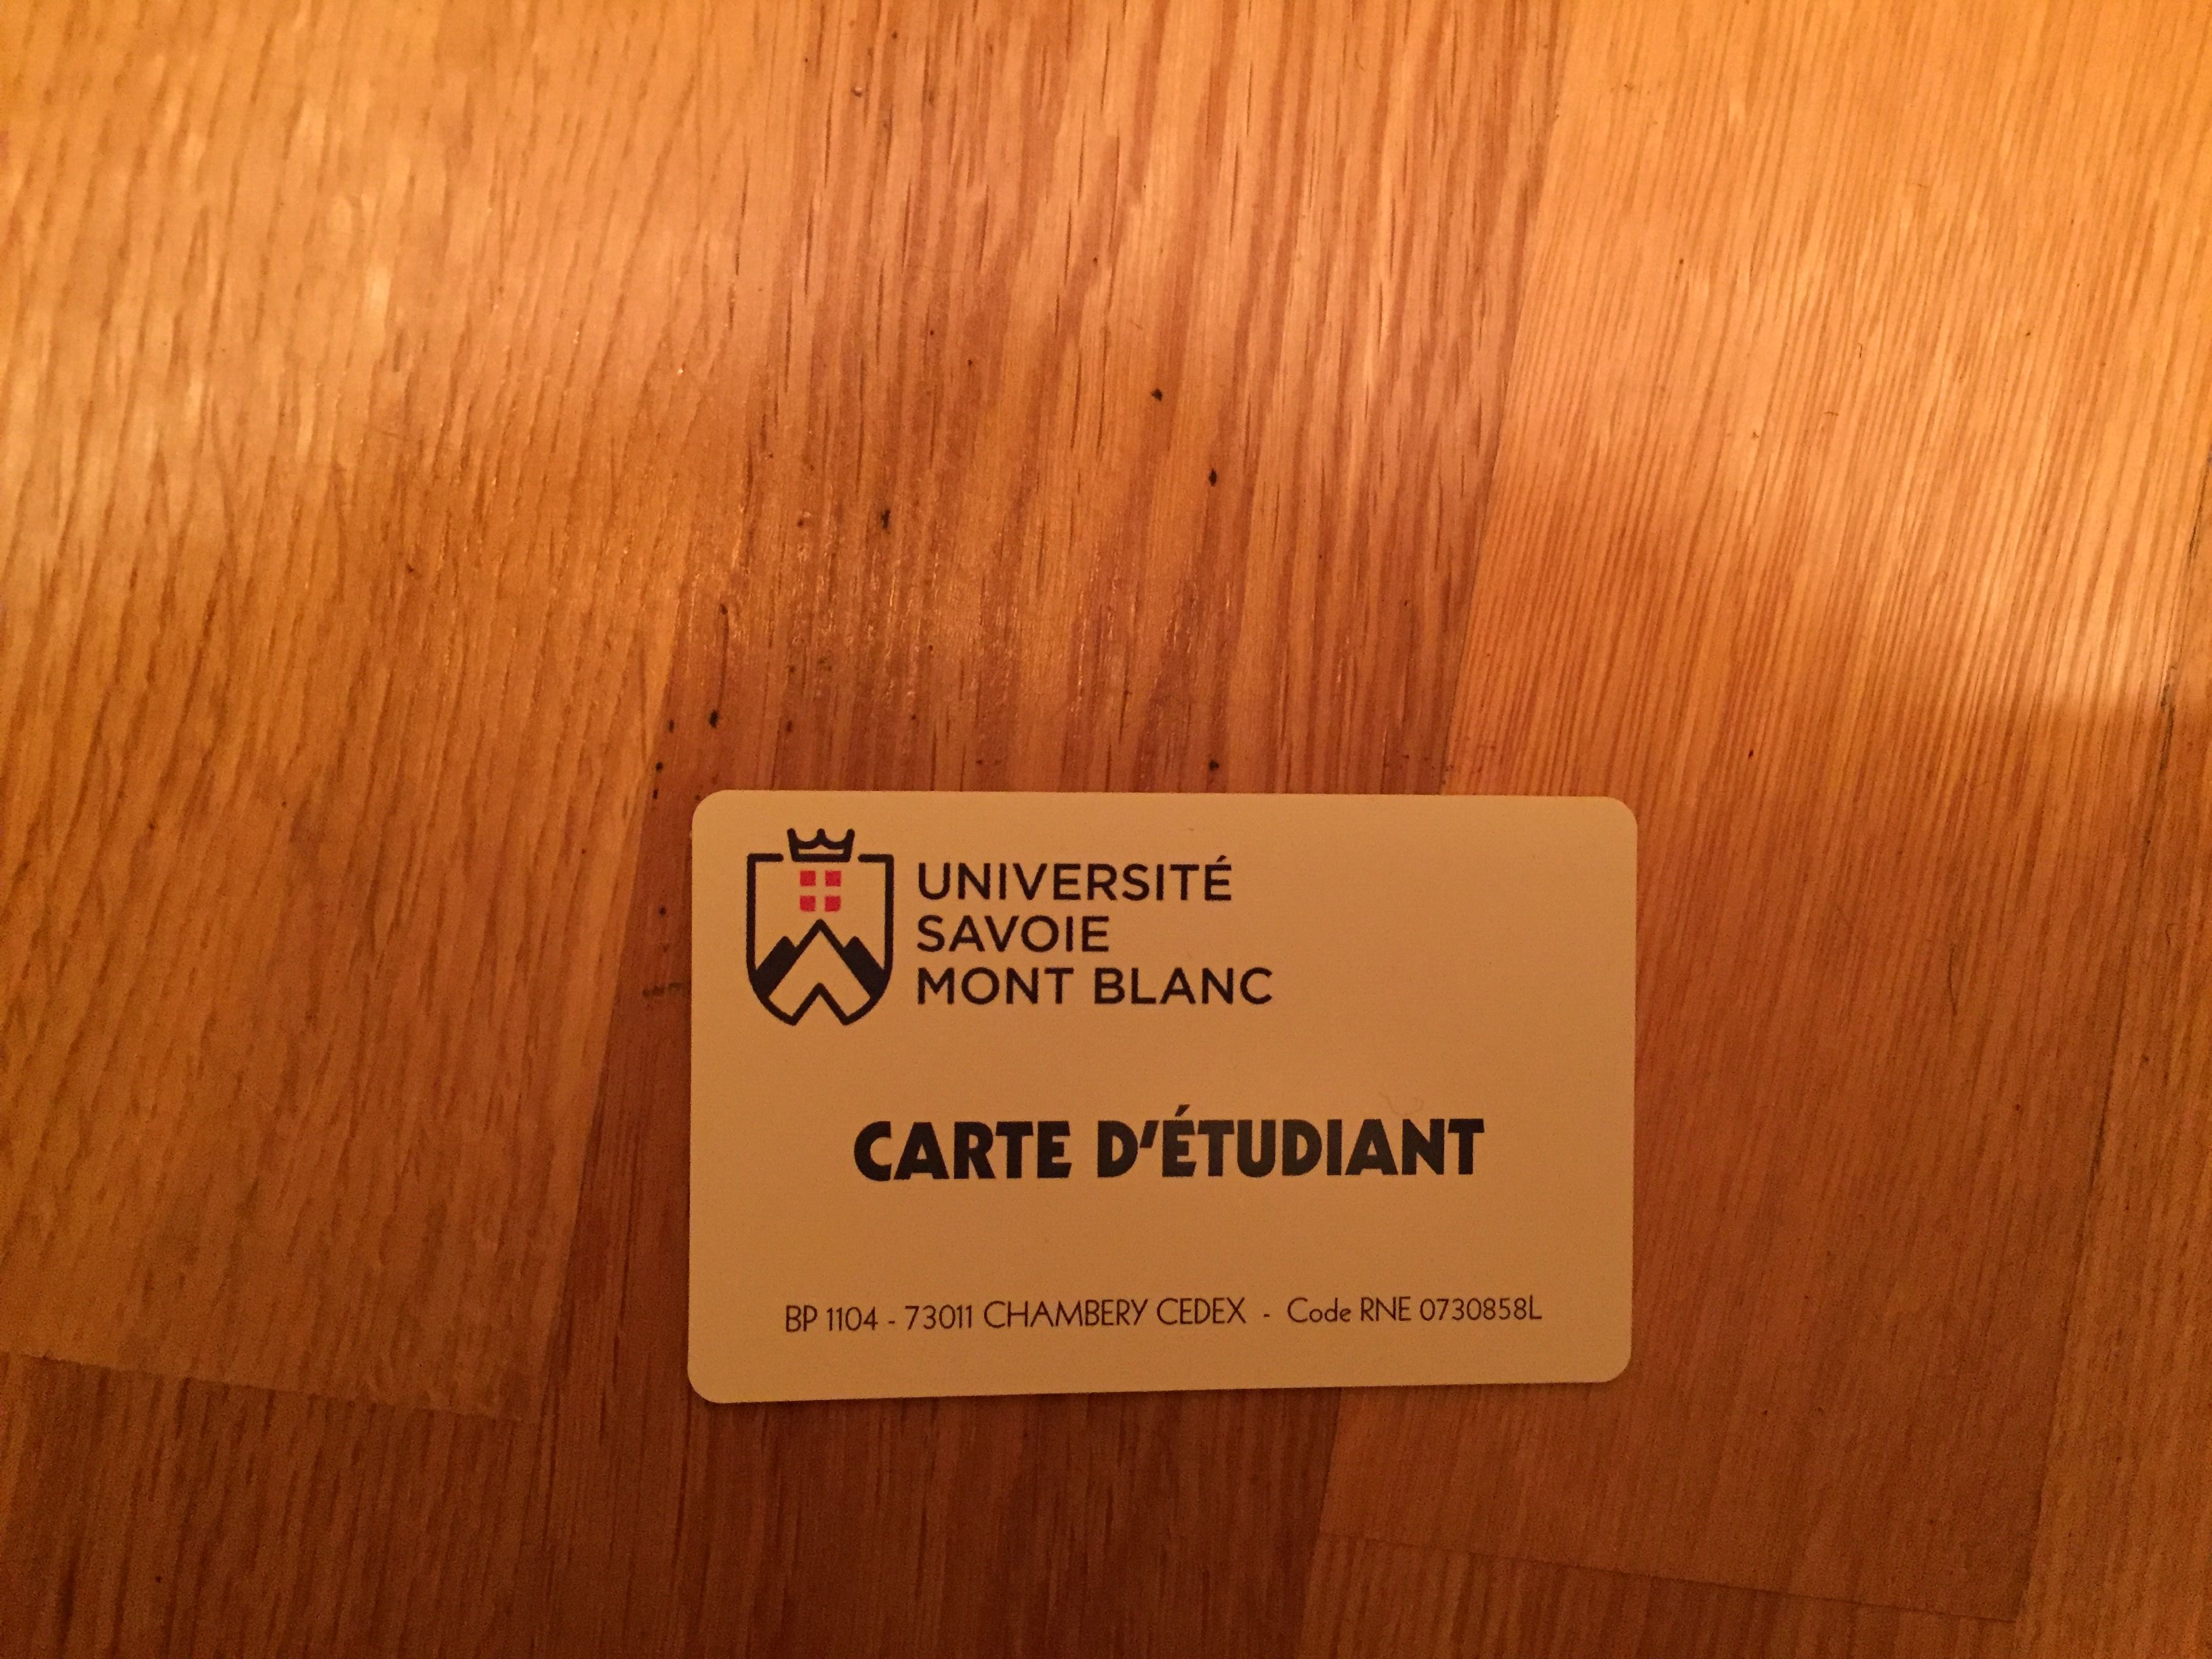 UNIVERSITÉ
SAVOIE
MONT BLANC
CARTE D'ÉTUDIANT
BP 1104 - 73011 CHAMBERY CEDEX - Code RNE 0730858L